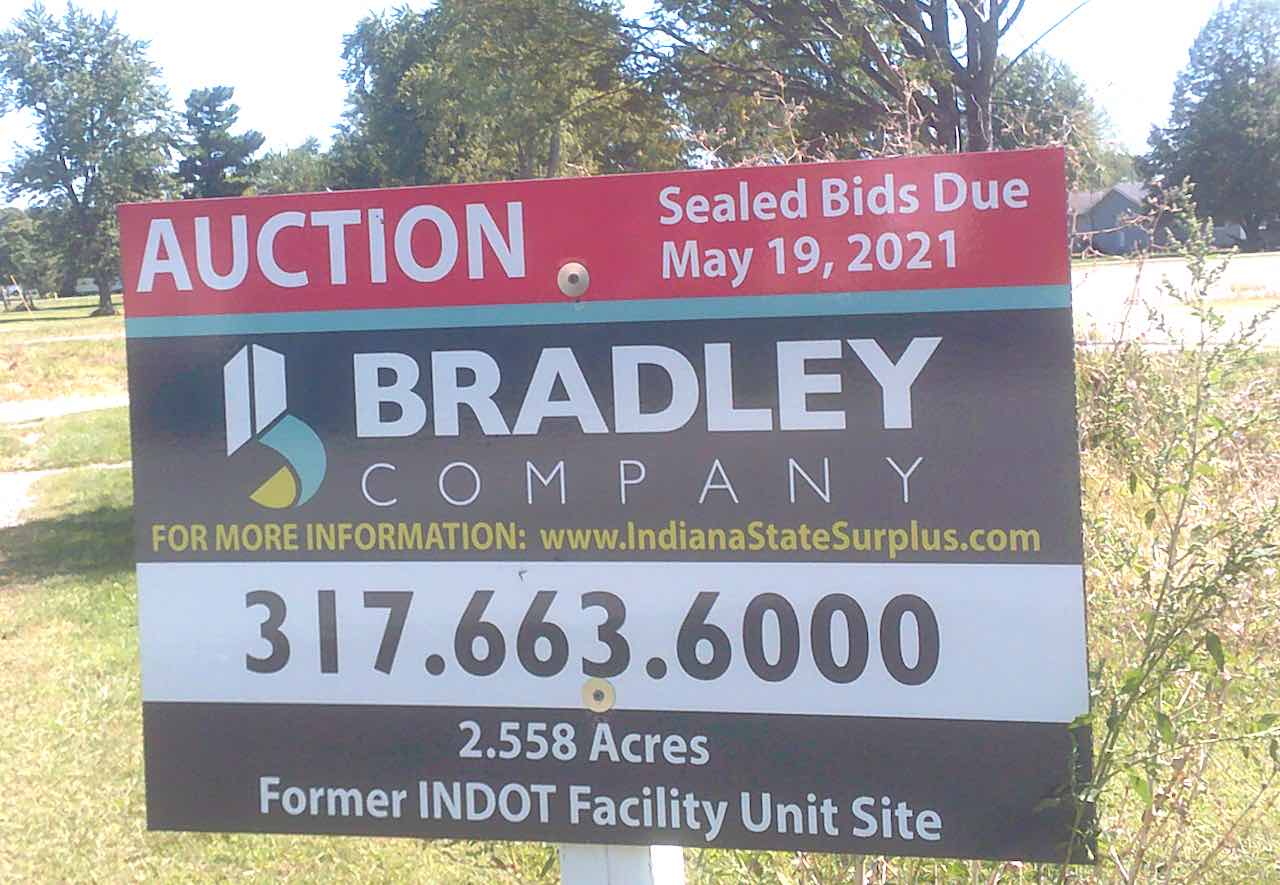 AUCTION
Sealed Bids Due
May 19, 2021
BRADLEY
COMPANY
FOR MORE INFORMATION: www.IndianaStateSurplus.com
317.663.6000
2.558 Acres
Former INDOT Facility Unit Site